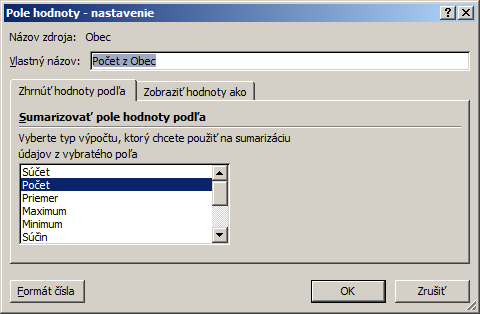 Pole hodnoty - nastavenie
Názov zdroja: Obec
Vlastný názov: Počet z Obec
Zhrnúť hodnoty podľa Zobraziť hodnoty ako
Sumarizovať pole hodnoty podľa
Vyberte typ výpočtu, ktorý chcete použiť na sumarizáciu
údajov z vybratého poľa
Súčet
Počet
Priemer
Maximum
Minimum
Súčin
Formát čísla OK Zrušiť